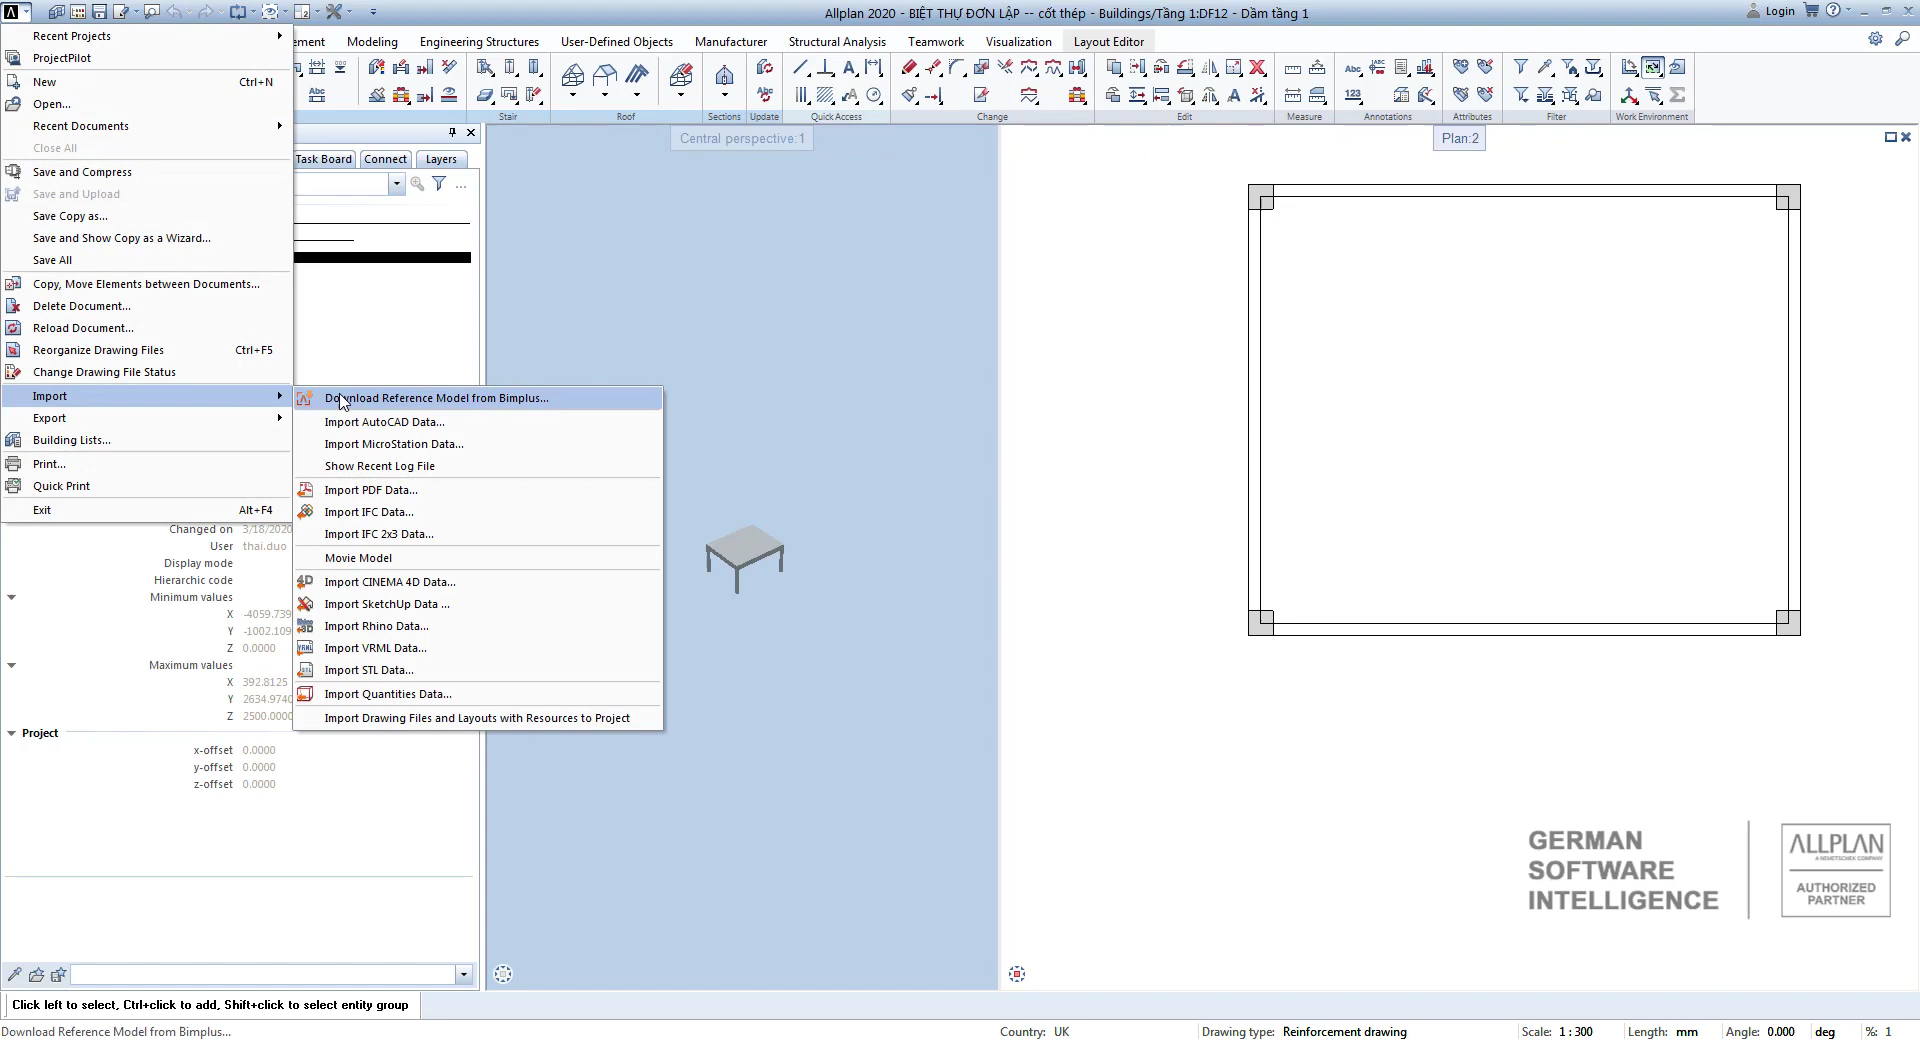 Allplan 2020 - BIỆT THỰ ĐƠN LẬP -- cốt thép - Buildings/Tầng 1:DF12 - Dầm tầng 1
Login
Modeling
Engineering Structures
User-Defined Objects
Manufacturer
Structural Analysis
Teamwork
Visualization
Layout Editor
Stair
Roof
Sections
Update
Quick Access
Change
Edit
Measure
Annotations
Attributes
Filter
Work Environment
Recent Projects
ProjectPilot
New Ctrl+N
Open...
Recent Documents
Close All
Save and Compress
Save and Upload
Save Copy as...
Save and Show Copy as a Wizard...
Save All
Copy, Move Elements between Documents...
Delete Document...
Reload Document...
Reorganize Drawing Files Ctrl+F5
Change Drawing File Status
Import
Export
Building Lists...
Print...
Quick Print
Exit Alt+F4
Task Board
Connect
Layers
Download Reference Model from Bimplus...
Import AutoCAD Data...
Import MicroStation Data...
Show Recent Log File
Import PDF Data...
Import IFC Data...
Import IFC 2x3 Data...
Movie Model
Import CINEMA 4D Data...
Import SketchUp Data ...
Import Rhino Data...
Import VRML Data...
Import STL Data...
Import Quantities Data...
Import Drawing Files and Layouts with Resources to Project
Changed on 3/18/2020
User thai.duo
Display mode
Hierarchic code
Minimum values
X -4059.739
Y -1002.109
Z 0.0000
Maximum values
X 392.8125
Y 2634.9740
Z 2500.0000
Project
x-offset 0.0000
y-offset 0.0000
z-offset 0.0000
Central perspective:1
Plan:2
GERMAN
SOFTWARE
INTELLIGENCE
ALLPLAN
A NEMETSCHEK COMPANY
AUTHORIZED
PARTNER
Click left to select, Ctrl+click to add, Shift+click to select entity group
Download Reference Model from Bimplus...
Country: UK
Drawing type: Reinforcement drawing
Scale: 1 : 300
Length: mm
Angle: 0.000 deg
%: 1